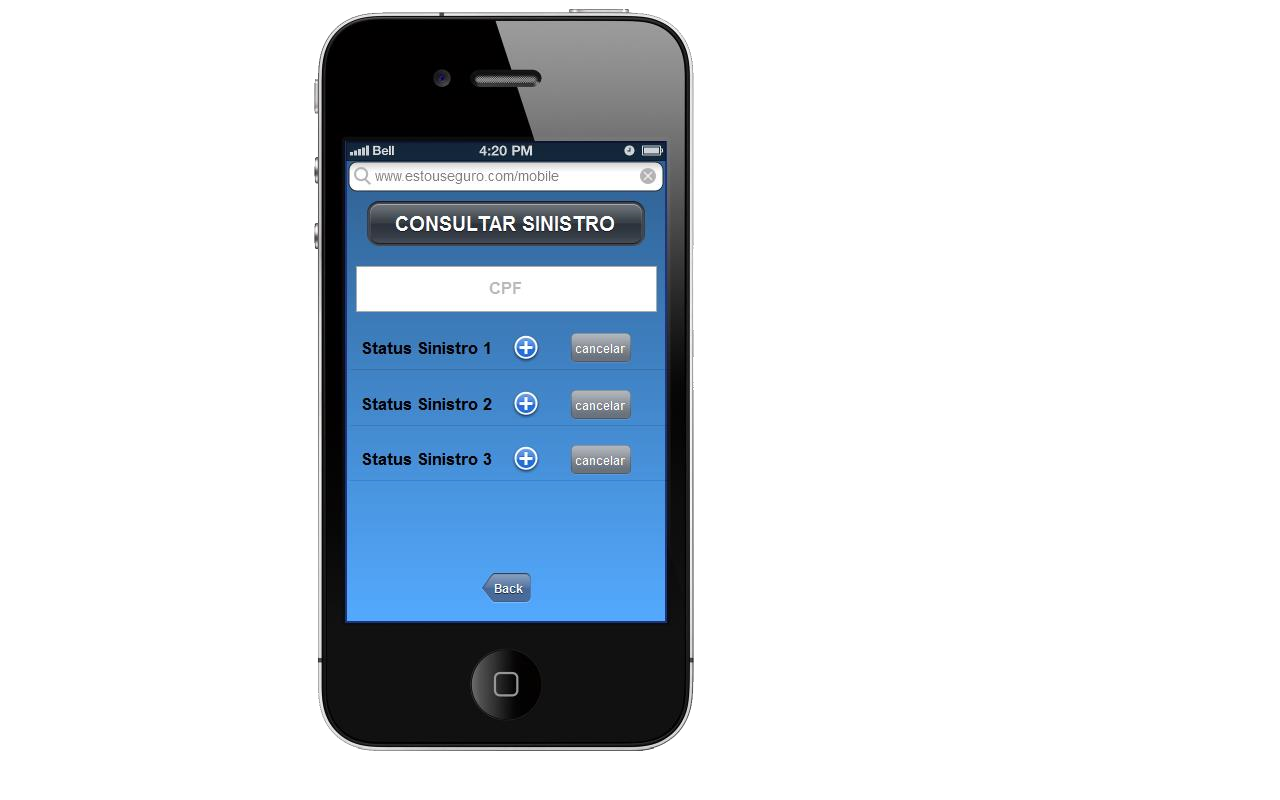 Bell 4:20 PM
www.estouseguro.com/mobile
CONSULTAR SINISTRO
CPF
Status Sinistro 1 cancelar
Status Sinistro 2 cancelar
Status Sinistro 3 cancelar
Back